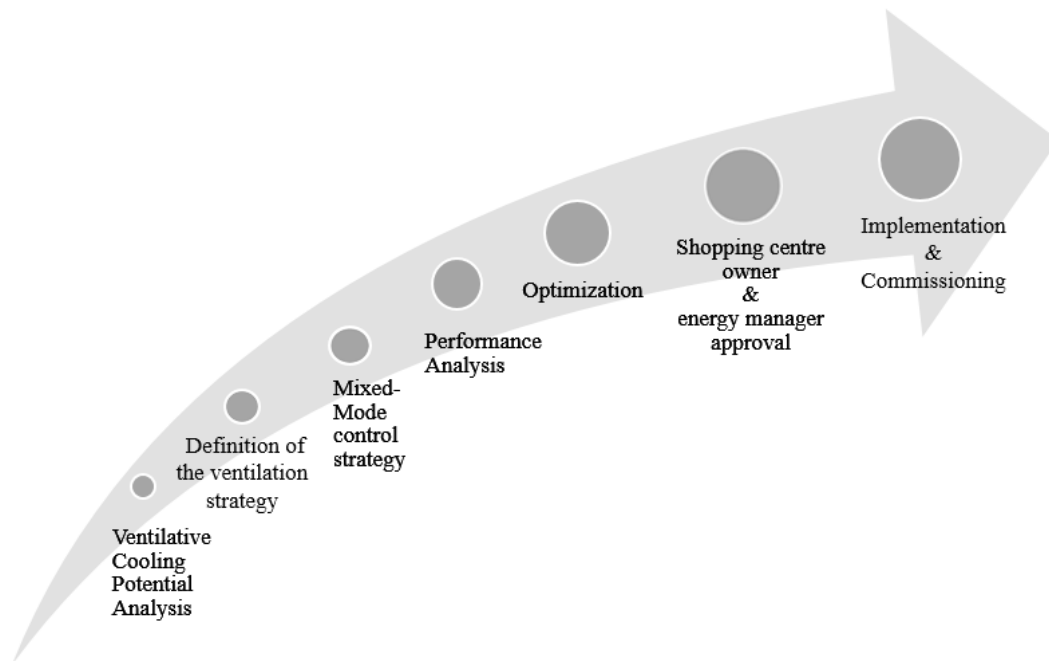 Ventilative
Cooling
Potential
Analysis
Definition of
the ventilation
strategy
Mixed-
Mode
control
strategy
Performance
Analysis
Optimization
Shopping centre
owner
&
energy manager
approval
Implementation
&
Commissioning